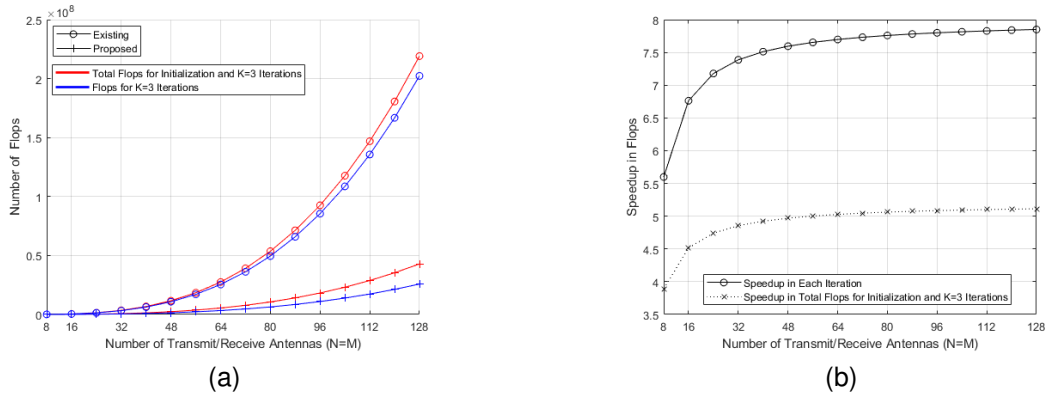 ×10^8
2.5
2
1.5
1
0.5
0
Number of Flops
Existing
Proposed
Total Flops for Initialization and K=3 Iterations
Flops for K=3 Iterations
8 16 32 48 64 80 96 112 128
Number of Transmit/Receive Antennas (N=M)
(a)
8
7.5
7
6.5
6
5.5
5
4.5
4
3.5
Speedup in Flops
Speedup in Each Iteration
Speedup in Total Flops for Initialization and K=3 Iterations
8 16 32 48 64 80 96 112 128
Number of Transmit/Receive Antennas (N=M)
(b)